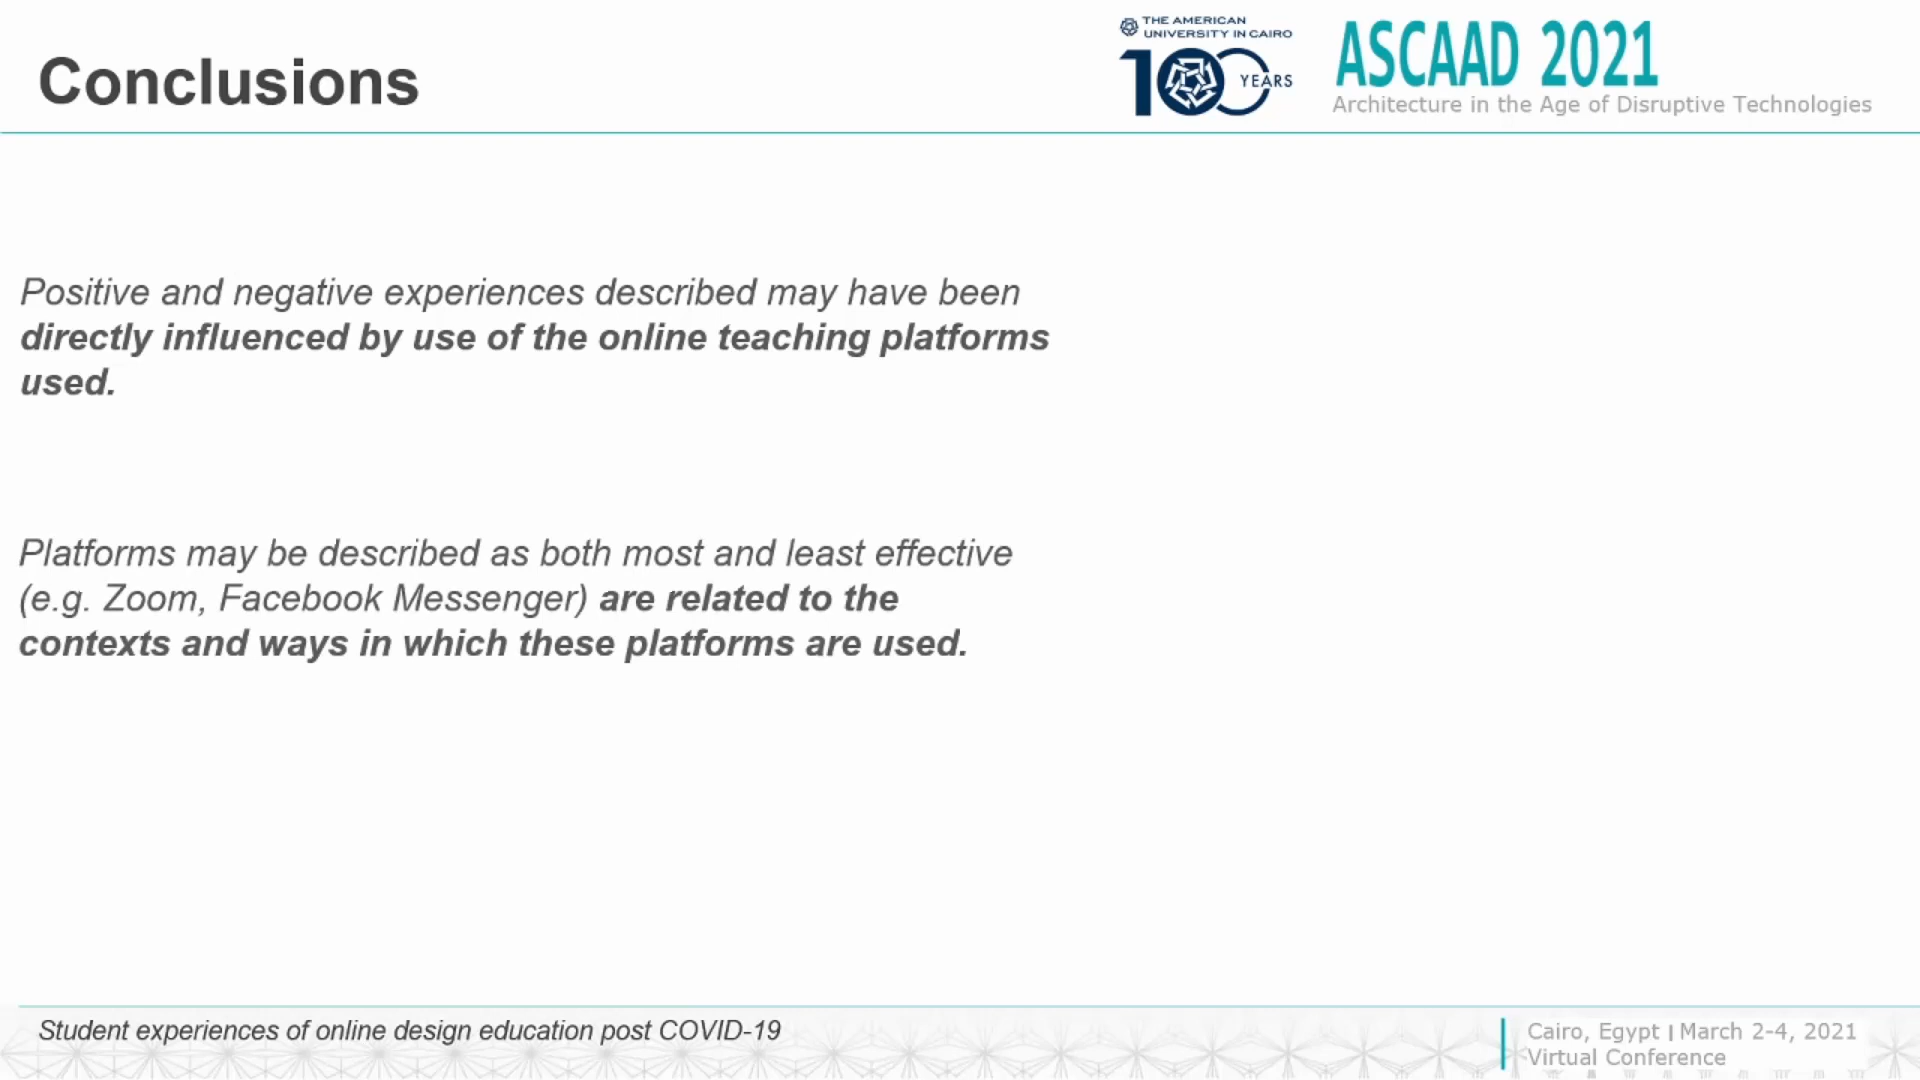 Conclusions
THE AMERICAN
UNIVERSITY IN CAIRO
100 YEARS
ASCAAD 2021
Architecture in the Age of Disruptive Technologies
Positive and negative experiences described may have been
directly influenced by use of the online teaching platforms
used.
Platforms may be described as both most and least effective
(e.g. Zoom, Facebook Messenger) are related to the
contexts and ways in which these platforms are used.
Student experiences of online design education post COVID-19
Cairo, Egypt | March 2-4, 2021
Virtual Conference